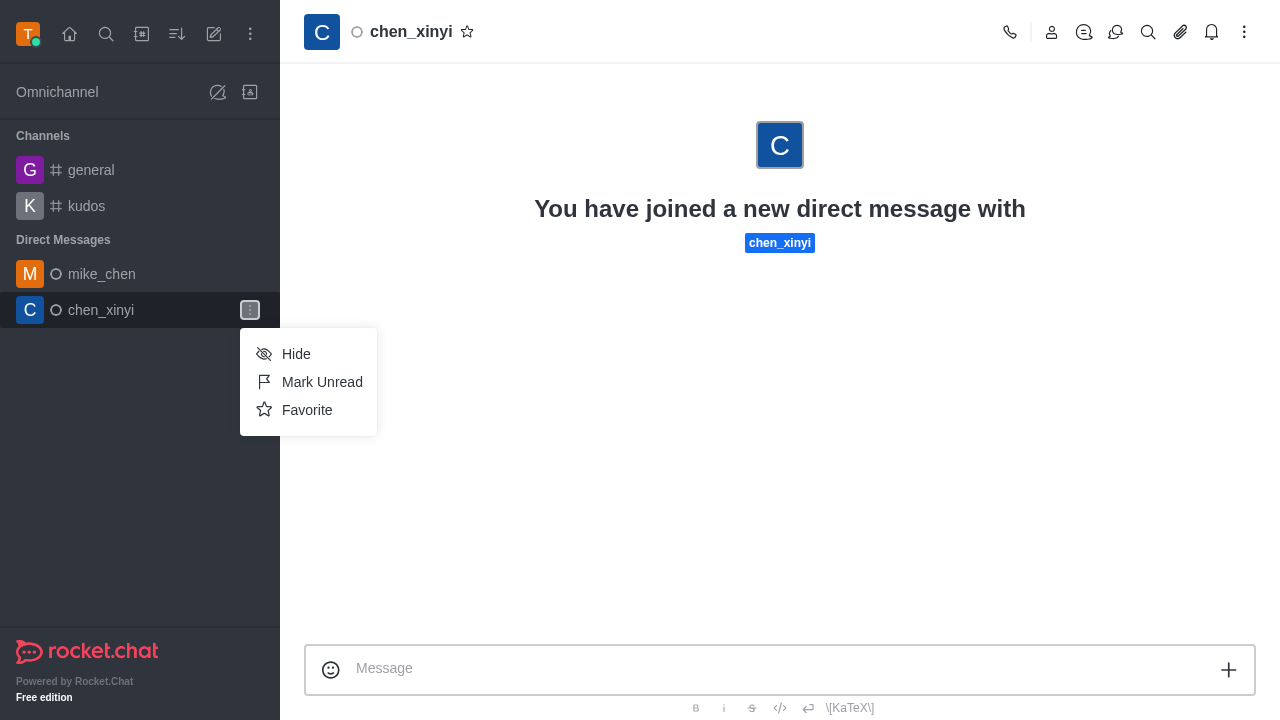 T
Omnichannel
Channels
G general
K kudos
Direct Messages
M mike_chen
C chen_xinyi
Hide
Mark Unread
Favorite
rocket.chat
Powered by Rocket.Chat
Free edition
C chen_xinyi
C
You have joined a new direct message with
chen_xinyi
Message
B i S \[KaTeX\]